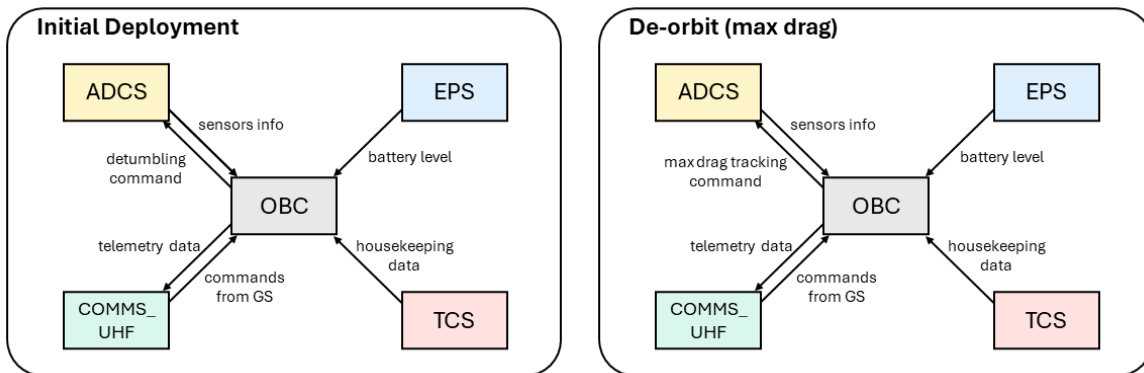 Initial Deployment
ADCS
EPS
sensors info
detumbling
command
battery level
OBC
telemetry data
housekeeping
data
commands
from GS
COMMS_
UHF
TCS
De-orbit (max drag)
ADCS
EPS
sensors info
max drag tracking
command
battery level
OBC
telemetry data
housekeeping
data
commands
from GS
COMMS_
UHF
TCS